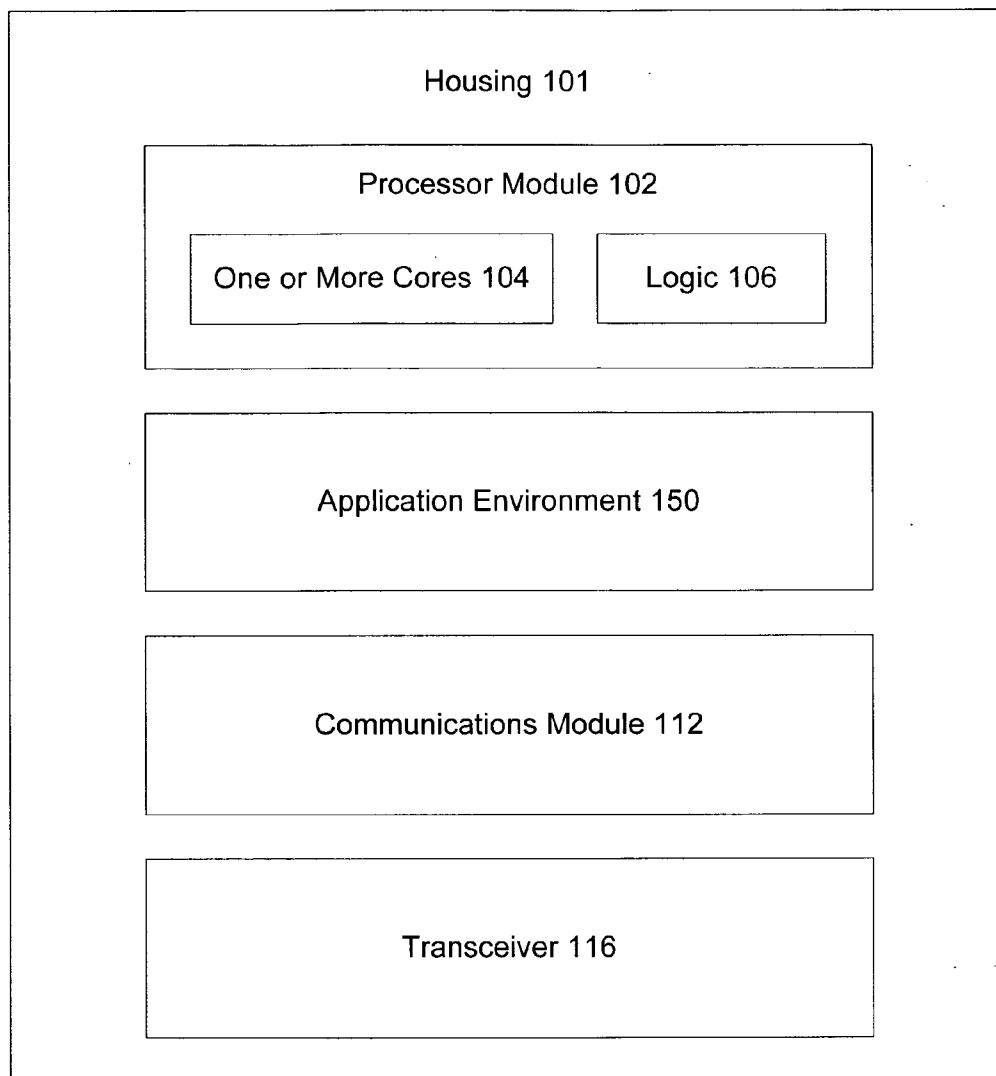 Housing 101
Processor Module 102
One or More Cores 104
Logic 106
Application Environment 150
Communications Module 112
Transceiver 116